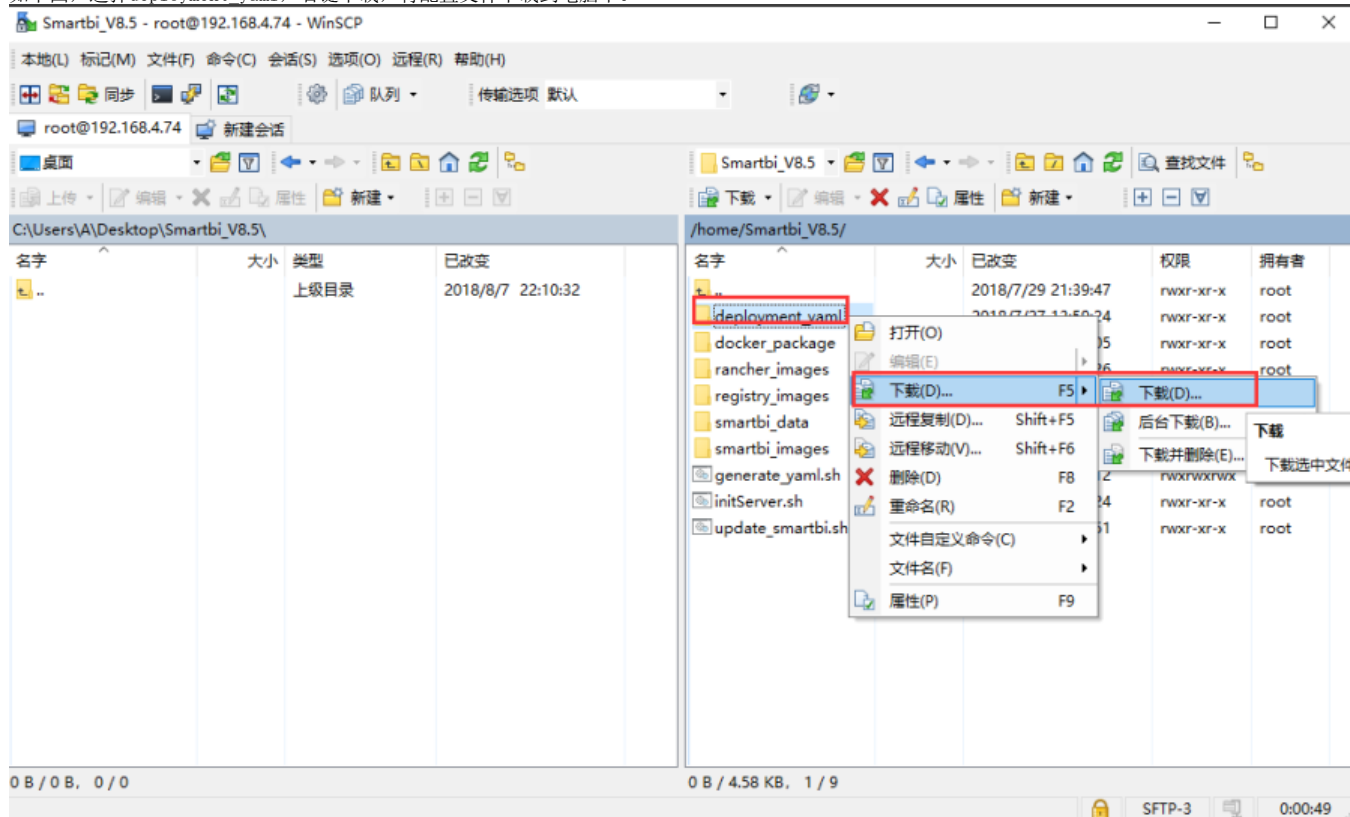 Smartbi_V8.5 - root@192.168.4.74 - WinSCP
本地(L) 标记(M) 文件(F) 命令(C) 会话(S) 选项(O) 远程(R) 帮助(H)
同步 队列 传输选项 默认
root@192.168.4.74 新建会话
桌面 Smartbi_V8.5 查找文件
上传 编辑 属性 新建 下载 编辑 属性 新建
C:\Users\A\Desktop\Smartbi_V8.5\ /home/Smartbi_V8.5/
名字 大小 类型 已改变 名字 大小 已改变 权限 拥有者
.. 上级目录 2018/8/7 22:10:32 .. 2018/7/29 21:39:47 rwxr-xr-x root
deployment_yaml rwxr-xr-x root
打开(O)
docker_package rwxr-xr-x root
编辑(E)
rancher_images root
下载(D)... F5 下载(D)...
registry_images
远程复制(D)... Shift+F5 后台下载(B)... 下载
smartbi_data
远程移动(V)... Shift+F6 下载并删除(E)... 下载选中文件
smartbi_images
generate_yaml.sh 删除(D) F8 rwxrwxrwx
initServer.sh 重命名(R) F2 rwxr-xr-x root
update_smartbi.sh rwxr-xr-x root
文件自定义命令(C)
文件名(F)
属性(P) F9
0 B / 0 B, 0 / 0 0 B / 4.58 KB, 1 / 9
SFTP-3 0:00:49